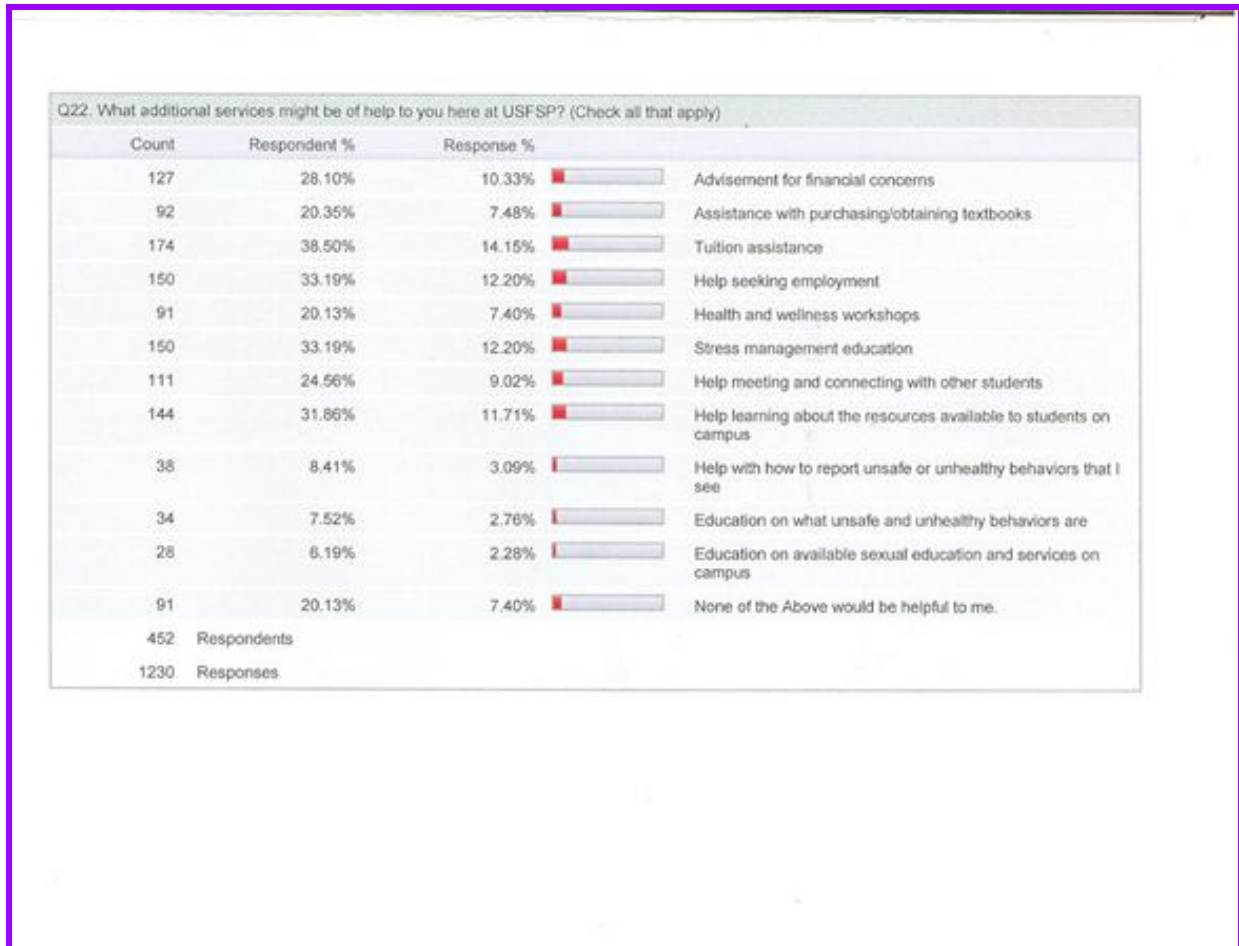 Q22. What additional services might be of help to you here at USFSP? (Check all that apply)
Count Respondent % Response %
127 28.10% 10.33% Advisement for financial concerns
92 20.35% 7.48% Assistance with purchasing/obtaining textbooks
174 38.50% 14.15% Tuition assistance
150 33.19% 12.20% Help seeking employment
91 20.13% 7.40% Health and wellness workshops
150 33.19% 12.20% Stress management education
111 24.56% 9.02% Help meeting and connecting with other students
144 31.86% 11.71% Help learning about the resources available to students on
campus
38 8.41% 3.09% Help with how to report unsafe or unhealthy behaviors that I
see
34 7.52% 2.76% Education on what unsafe and unhealthy behaviors are
28 6.19% 2.28% Education on available sexual education and services on
campus
91 20.13% 7.40% None of the Above would be helpful to me.
452 Respondents
1230 Responses